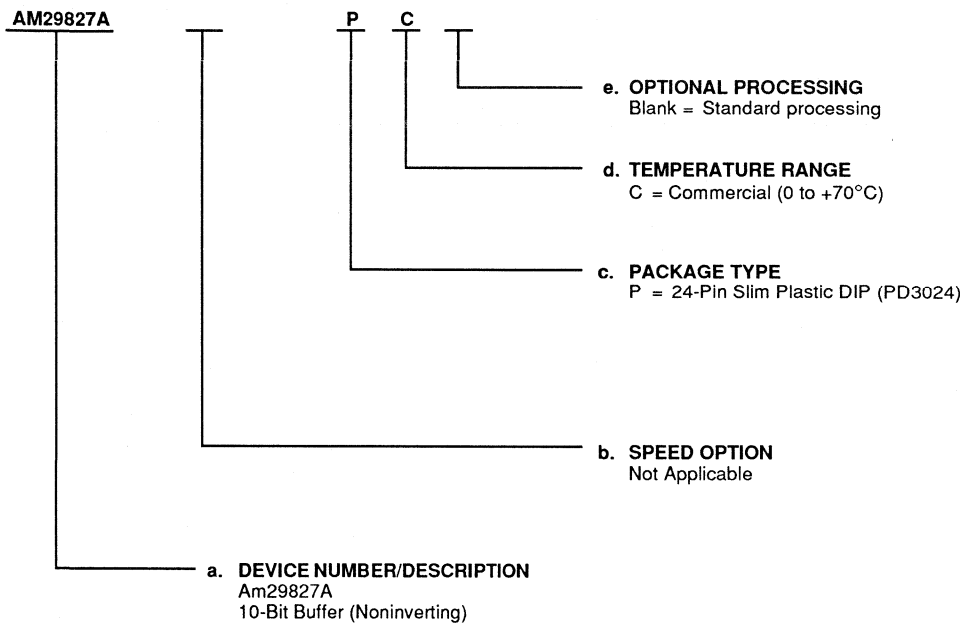 AM29827A P C
e. OPTIONAL PROCESSING
Blank = Standard processing
d. TEMPERATURE RANGE
C = Commercial (0 to +70°C)
c. PACKAGE TYPE
P = 24-Pin Slim Plastic DIP (PD3024)
b. SPEED OPTION
Not Applicable
a. DEVICE NUMBER/DESCRIPTION
Am29827A
10-Bit Buffer (Noninverting)